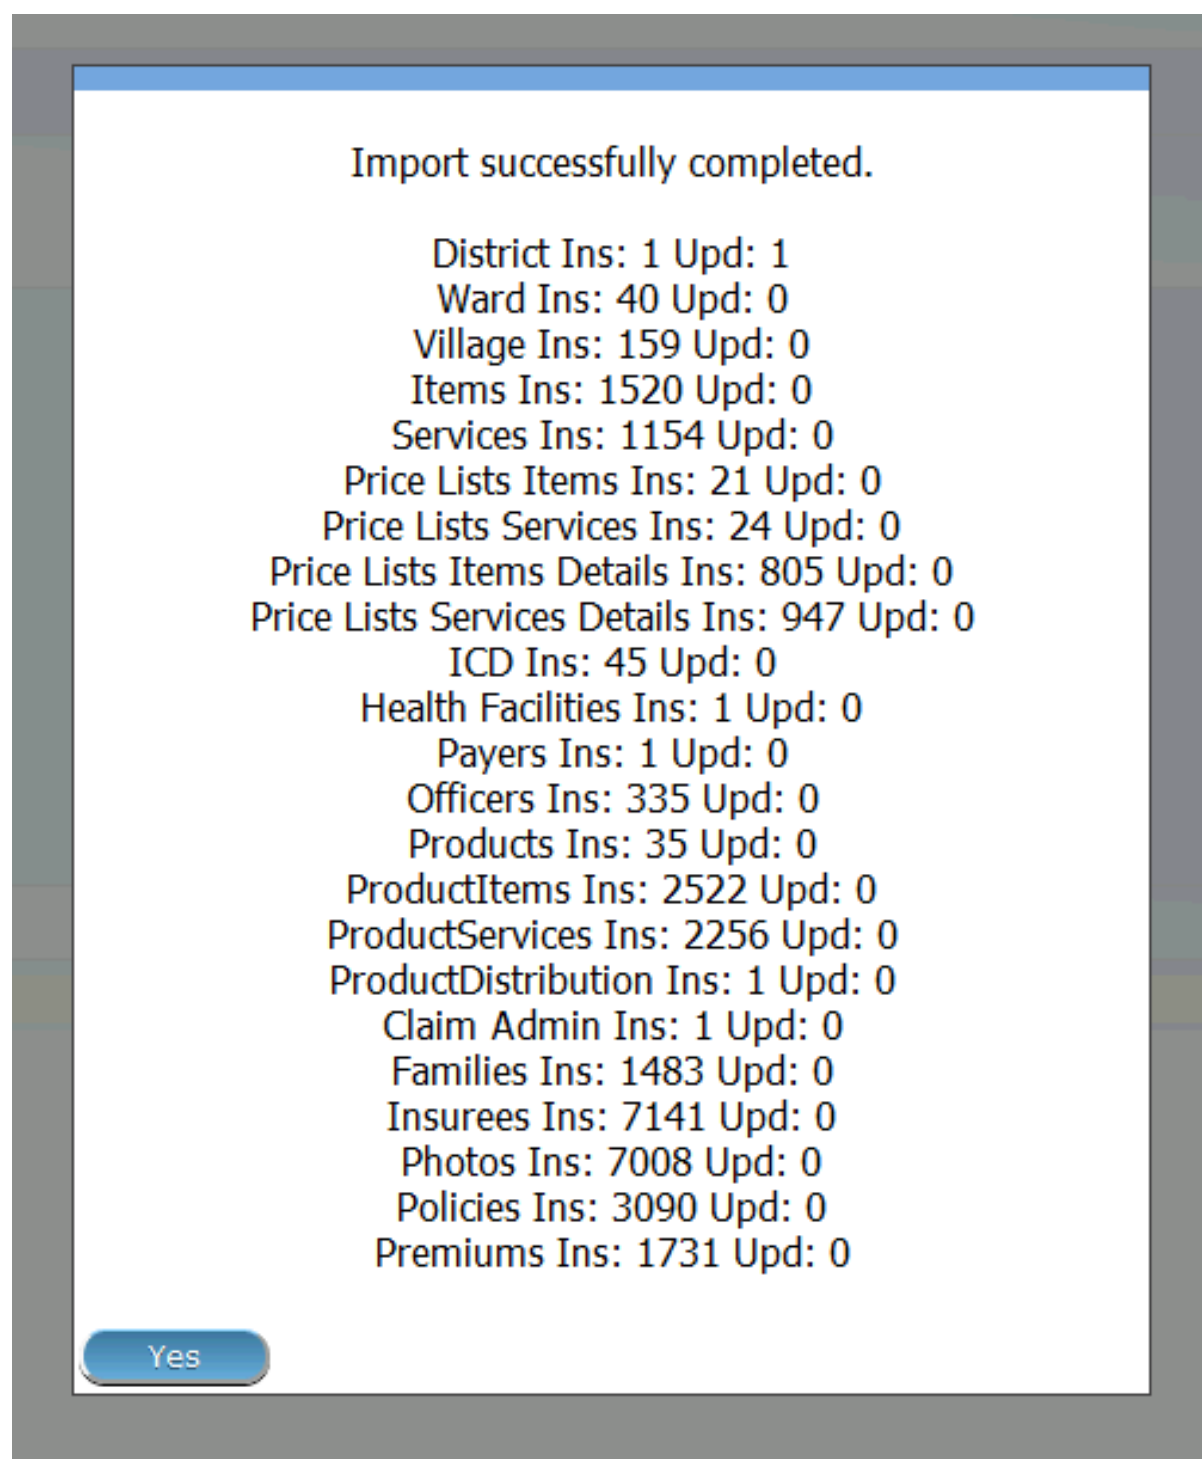 Import successfully completed.
District Ins: 1 Upd: 1
Ward Ins: 40 Upd: 0
Village Ins: 159 Upd: 0
Items Ins: 1520 Upd: 0
Services Ins: 1154 Upd: 0
Price Lists Items Ins: 21 Upd: 0
Price Lists Services Ins: 24 Upd: 0
Price Lists Items Details Ins: 805 Upd: 0
Price Lists Services Details Ins: 947 Upd: 0
ICD Ins: 45 Upd: 0
Health Facilities Ins: 1 Upd: 0
Payers Ins: 1 Upd: 0
Officers Ins: 335 Upd: 0
Products Ins: 35 Upd: 0
ProductItems Ins: 2522 Upd: 0
ProductServices Ins: 2256 Upd: 0
ProductDistribution Ins: 1 Upd: 0
Claim Admin Ins: 1 Upd: 0
Families Ins: 1483 Upd: 0
Insurees Ins: 7141 Upd: 0
Photos Ins: 7008 Upd: 0
Policies Ins: 3090 Upd: 0
Premiums Ins: 1731 Upd: 0
Yes